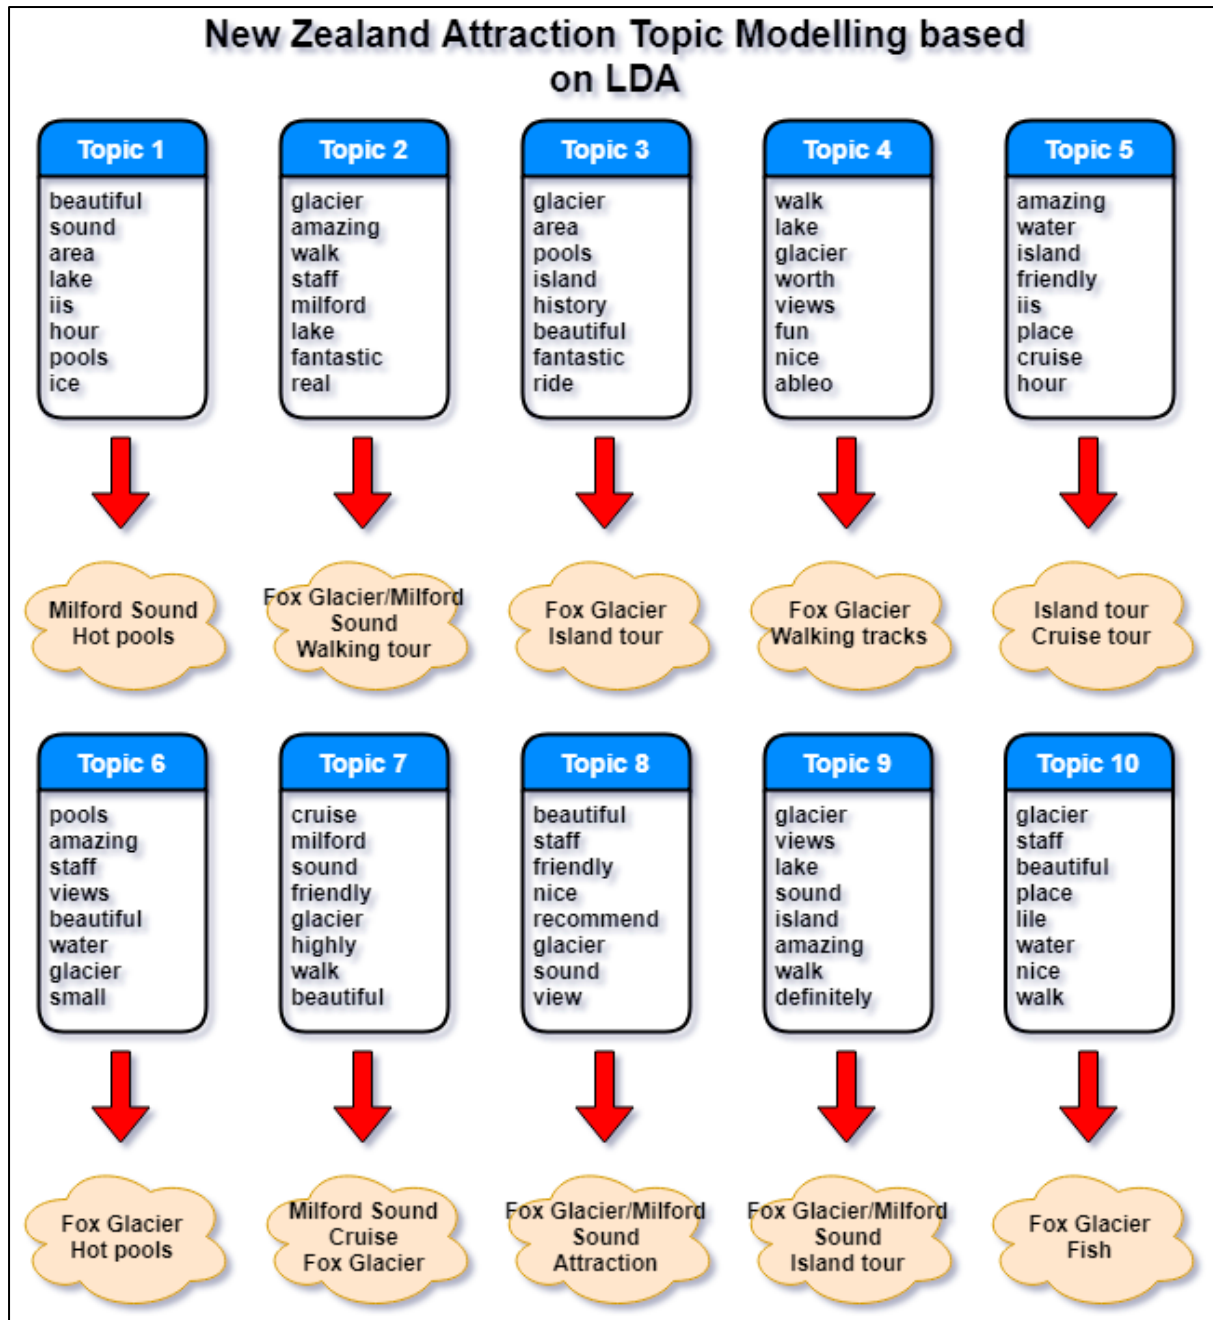 New Zealand Attraction Topic Modelling based
on LDA
Topic 1
beautiful
sound
area
lake
iis
hour
pools
ice
Milford Sound
Hot pools
Topic 2
glacier
amazing
walk
staff
milford
lake
fantastic
real
Fox Glacier/Milford
Sound
Walking tour
Topic 3
glacier
area
pools
island
history
beautiful
fantastic
ride
Fox Glacier
Island tour
Topic 4
walk
lake
glacier
worth
views
fun
nice
ableo
Fox Glacier
Walking tracks
Topic 5
amazing
water
island
friendly
iis
place
cruise
hour
Island tour
Cruise tour
Topic 6
pools
amazing
staff
views
beautiful
water
glacier
small
Fox Glacier
Hot pools
Topic 7
cruise
milford
sound
friendly
glacier
highly
walk
beautiful
Milford Sound
Cruise
Fox Glacier
Topic 8
beautiful
staff
friendly
nice
recommend
glacier
sound
view
Fox Glacier/Milford
Sound
Attraction
Topic 9
glacier
views
lake
sound
island
amazing
walk
definitely
Fox Glacier/Milford
Sound
Island tour
Topic 10
glacier
staff
beautiful
place
lile
water
nice
walk
Fox Glacier
Fish